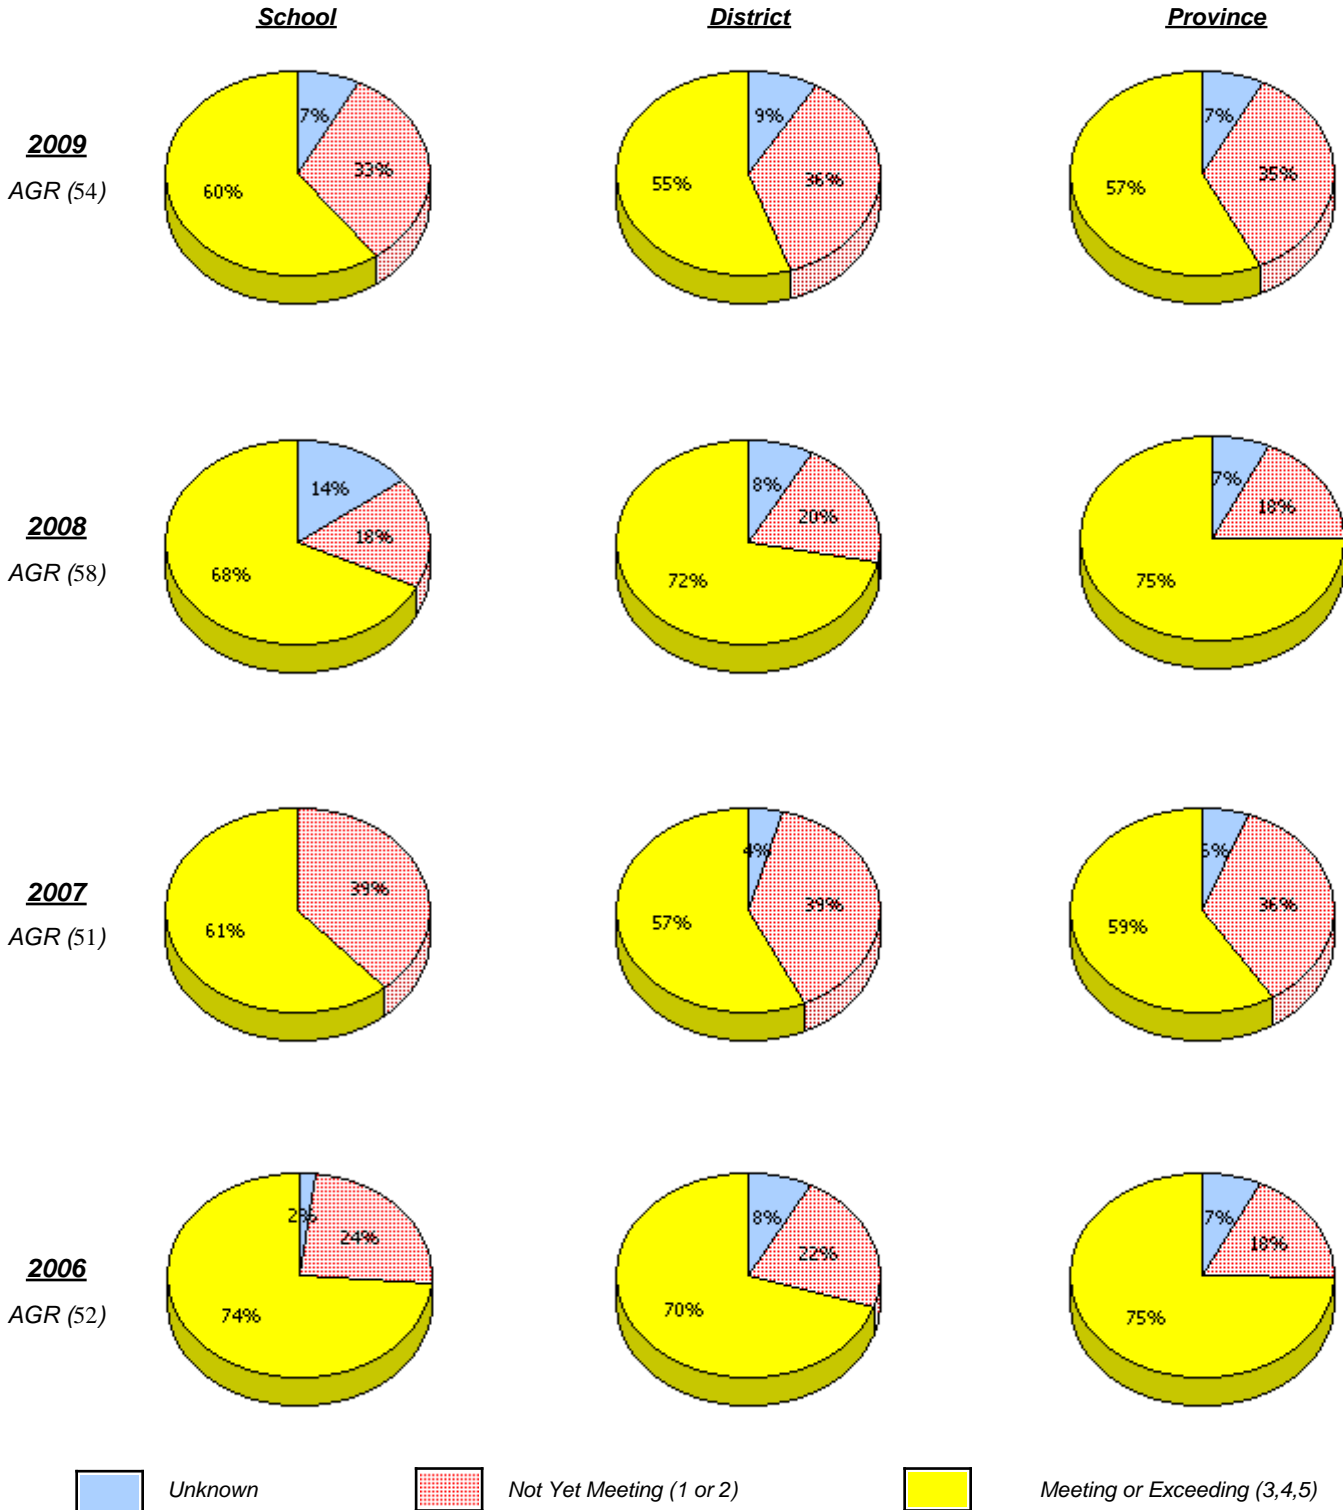 School District Province
2009
AGR (54)
7% 33% 60%
9% 36% 55%
7% 35% 57%
2008
AGR (58)
14% 18% 68%
8% 20% 72%
7% 18% 75%
2007
AGR (51)
39% 61%
4% 39% 57%
36% 59%
2006
AGR (52)
2% 24% 74%
8% 22% 70%
7% 18% 75%
Unknown Not Yet Meeting (1 or 2) Meeting or Exceeding (3,4,5)